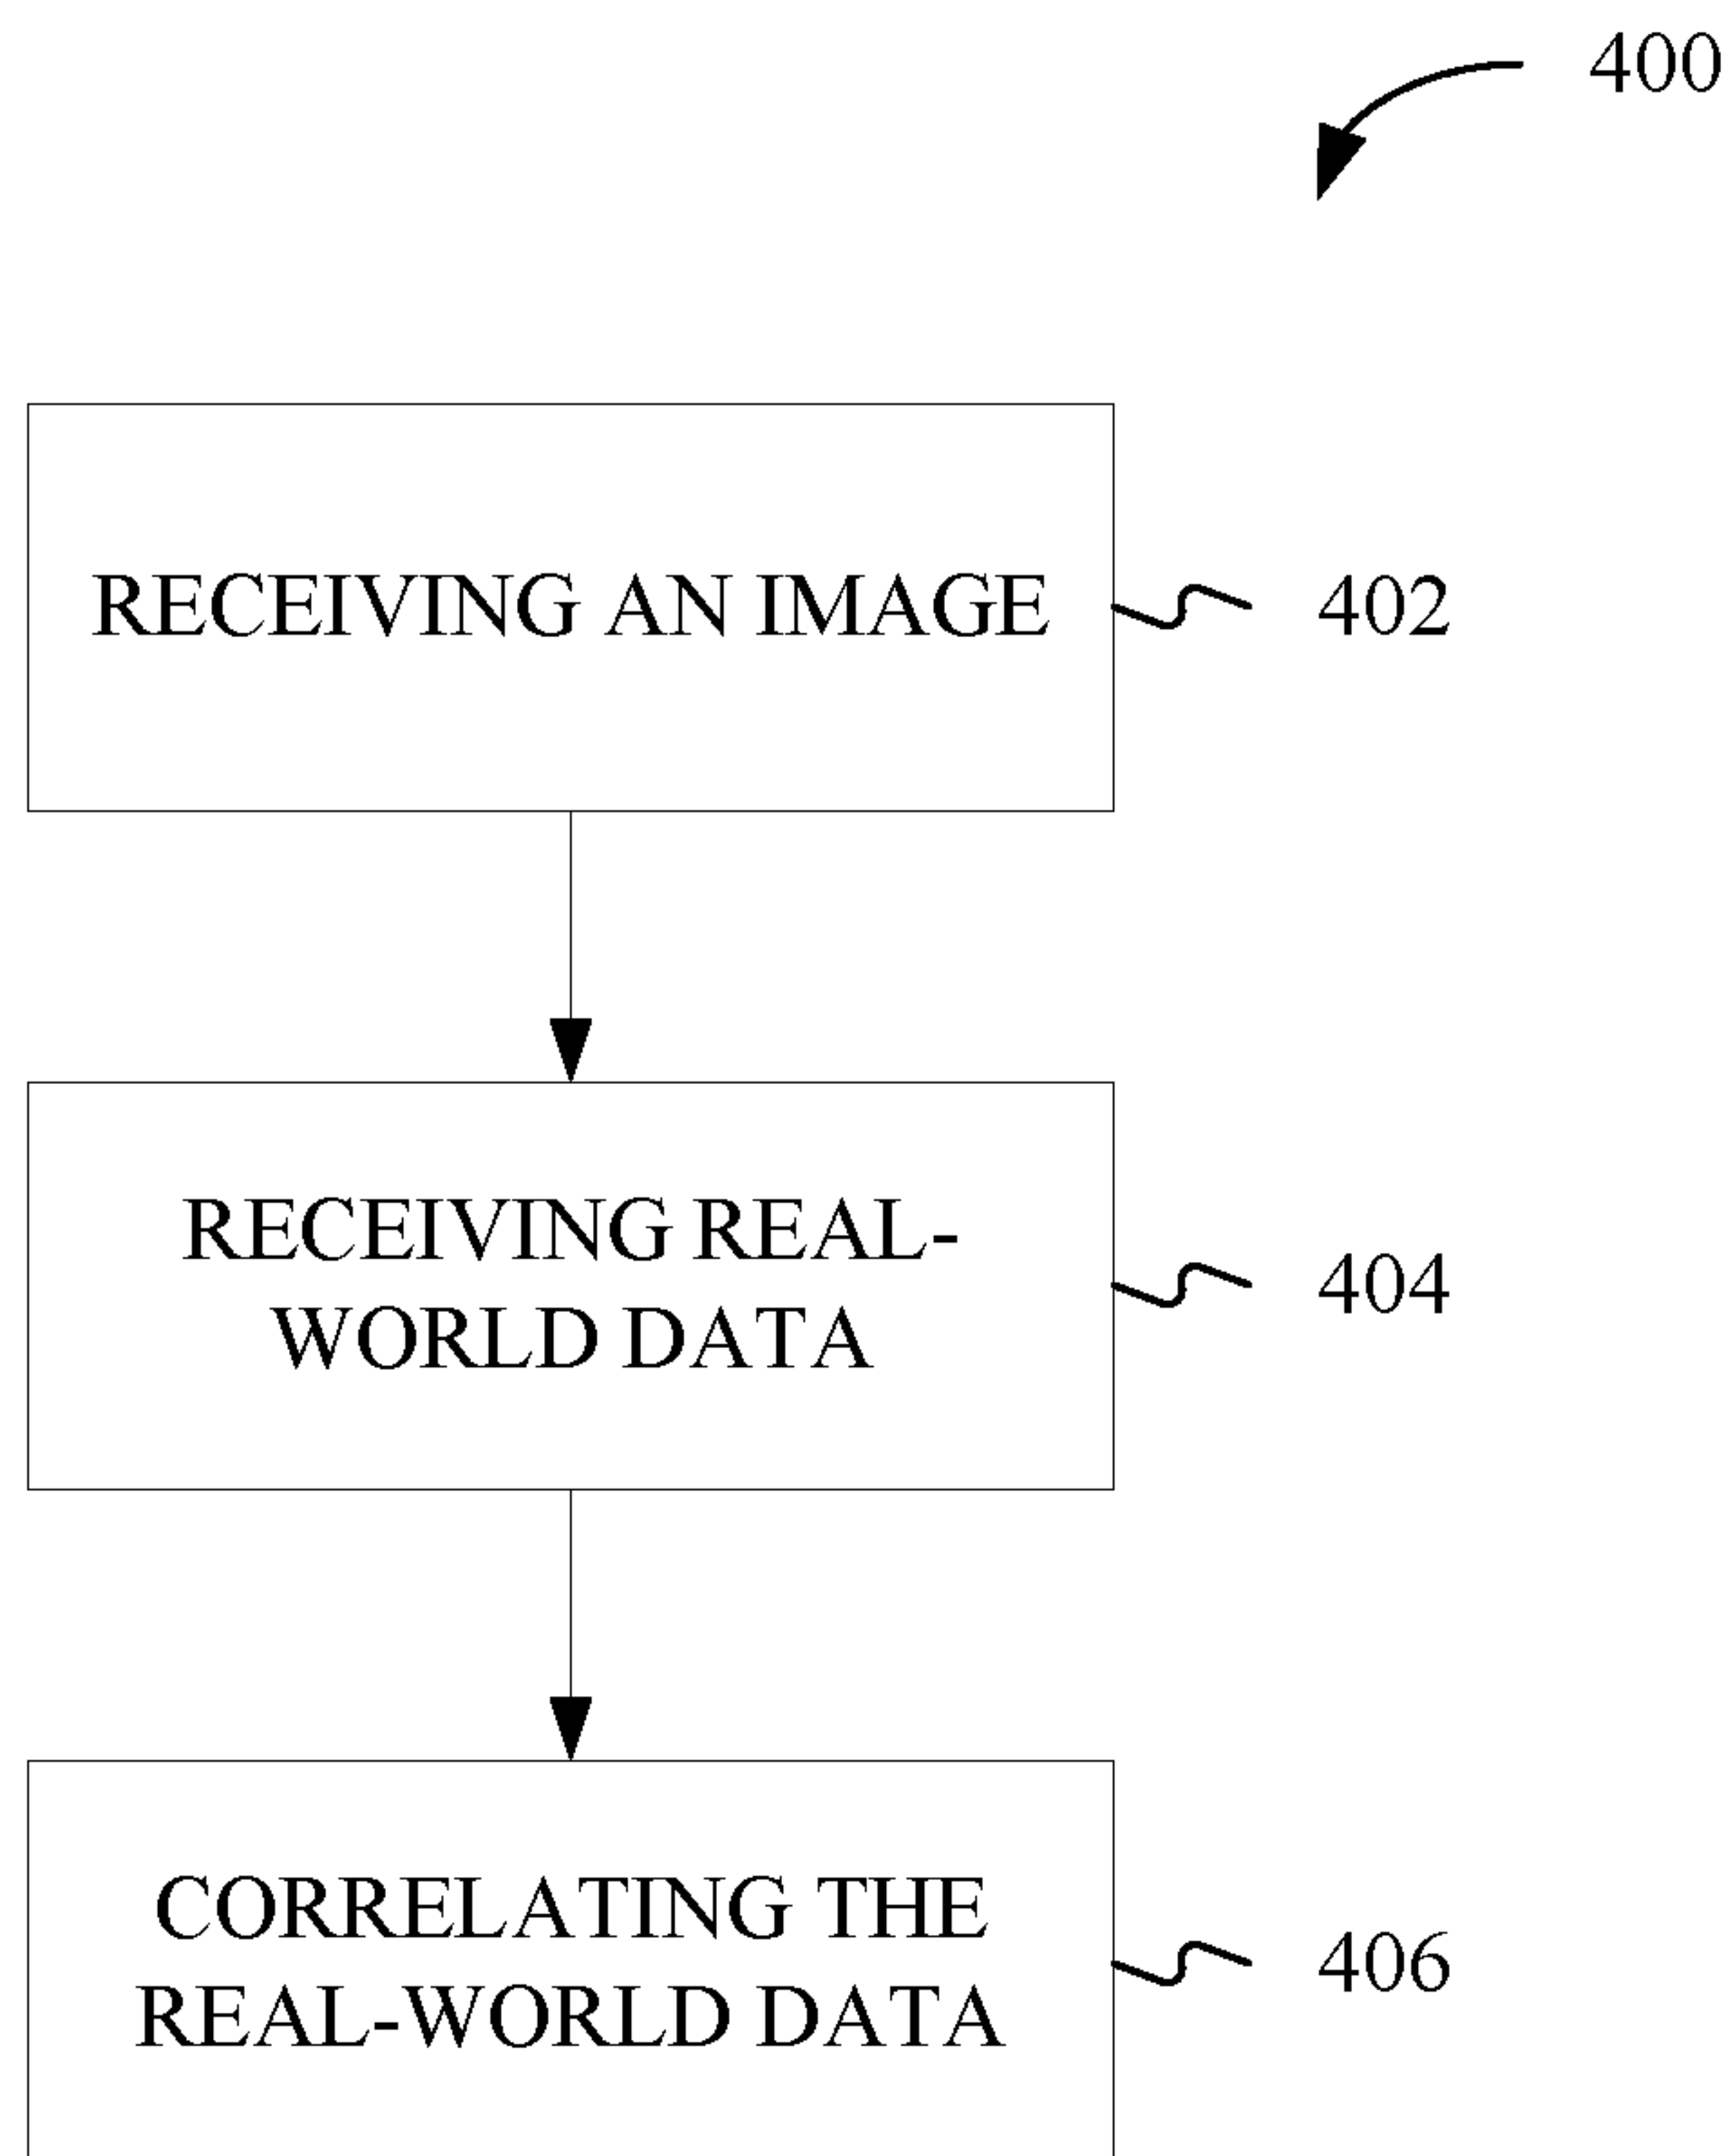 400
RECEIVING AN IMAGE
402
RECEIVING REAL-
WORLD DATA
404
CORRELATING THE
REAL-WORLD DATA
406